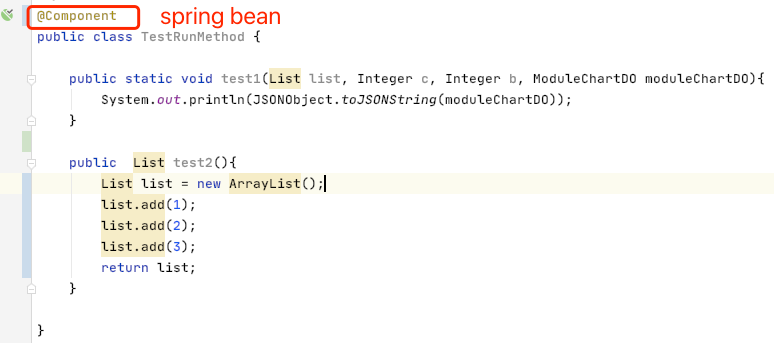 @Component spring bean
public class TestRunMethod {
public static void test1(List list, Integer c, Integer b, ModuleChartDO moduleChartDO){
System.out.println(JSONObject.toJSONString(moduleChartDO));
}
public  List test2(){
List list = new ArrayList();
list.add(1);
list.add(2);
list.add(3);
return list;
}
}